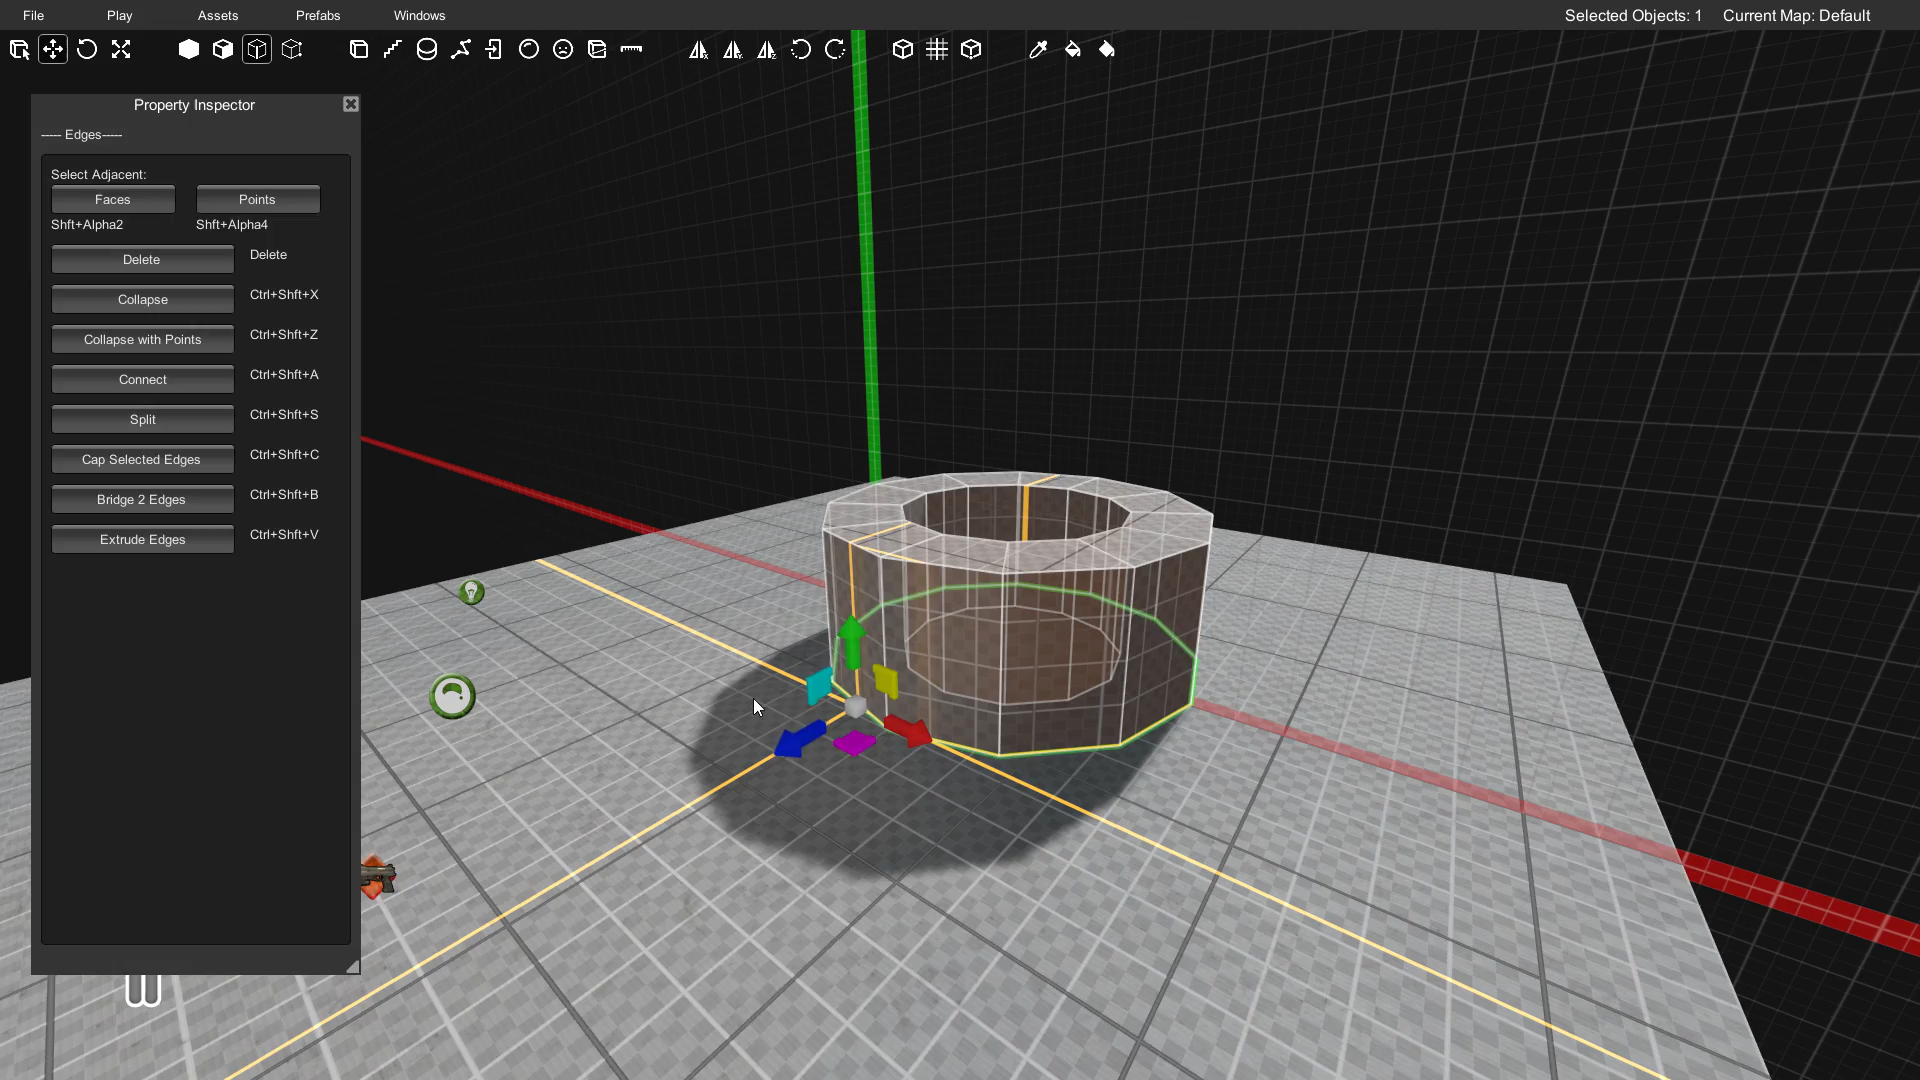 File Play Assets Prefabs Windows Selected Objects: 1 Current Map: Default
Property Inspector
----- Edges-----
Select Adjacent:
Faces Points
Shft+Alpha2 Shft+Alpha4
Delete Delete
Collapse Ctrl+Shft+X
Collapse with Points Ctrl+Shft+Z
Connect Ctrl+Shft+A
Split Ctrl+Shft+S
Cap Selected Edges Ctrl+Shft+C
Bridge 2 Edges Ctrl+Shft+B
Extrude Edges Ctrl+Shft+V